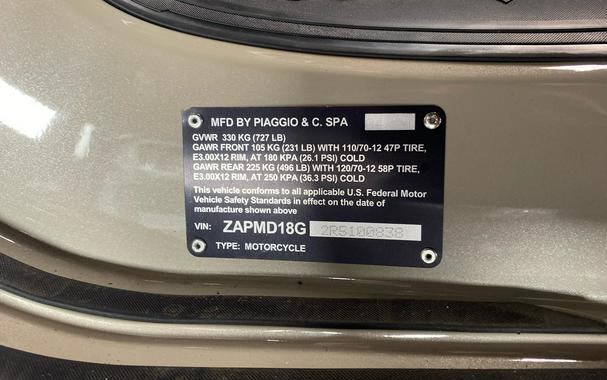 MFD BY PIAGGIO & C. SPA
GVWR 330 KG (727 LB)
GAWR FRONT 105 KG (231 LB) WITH 110/70-12 47P TIRE,
E3.00X12 RIM, AT 180 KPA (26.1 PSI) COLD
GAWR REAR 225 KG (496 LB) WITH 120/70-12 58P TIRE,
E3.00X12 RIM, AT 250 KPA (36.3 PSI) COLD
This vehicle conforms to all applicable U.S. Federal Motor
Vehicle Safety Standards in effect on the date of
manufacture shown above
VIN: ZAPMD18G 2R5100838
TYPE: MOTORCYCLE